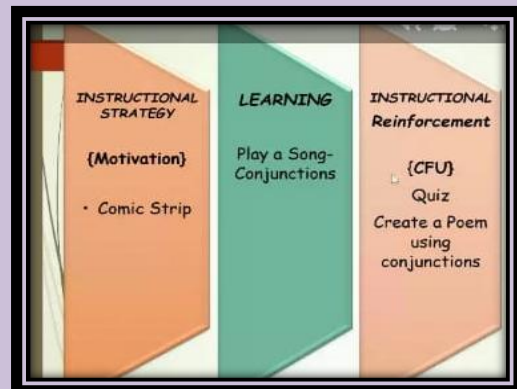 INSTRUCTIONAL
STRATEGY
{Motivation}
• Comic Strip
LEARNING
Play a Song-
Conjunctions
INSTRUCTIONAL
Reinforcement
{CFU}
Quiz
Create a Poem
using
conjunctions